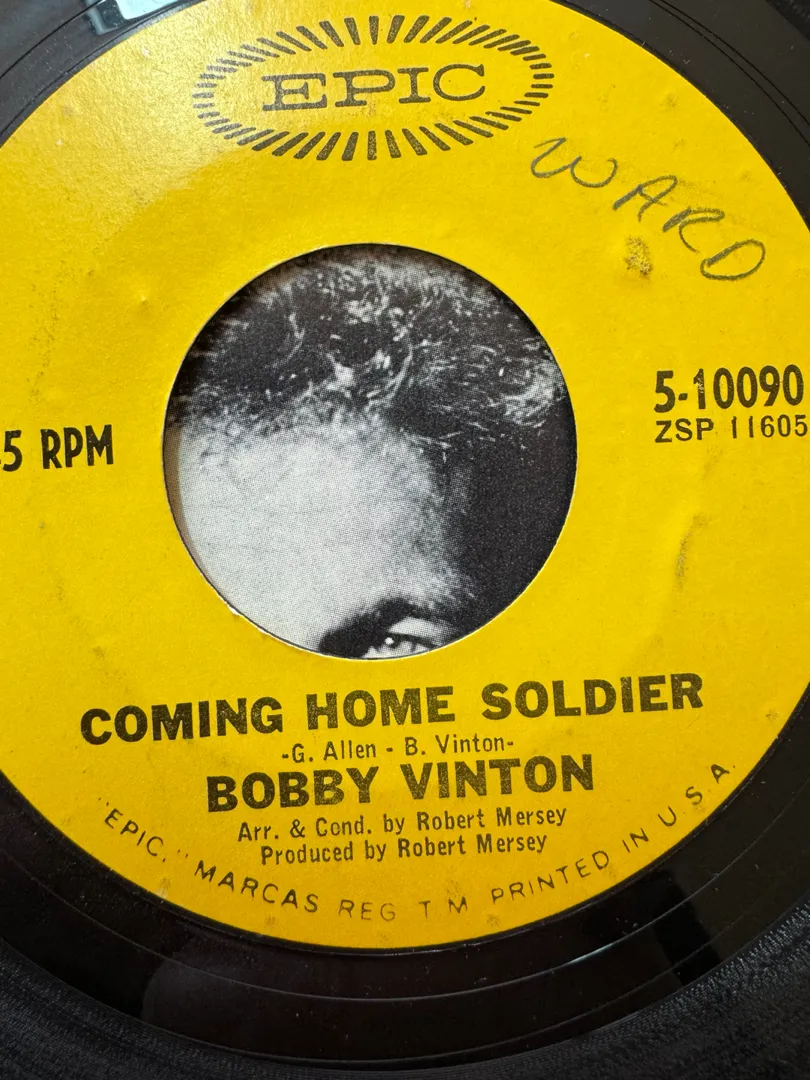 EPIC
WARD
5 RPM
5-10090
ZSP 11605
COMING HOME SOLDIER
-G. Allen - B. Vinton-
BOBBY VINTON
Arr. & Cond. by Robert Mersey
Produced by Robert Mersey
"EPIC," MARCAS REG T M PRINTED IN U.S.A.